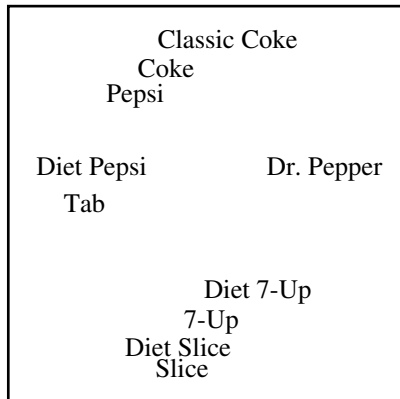 Classic Coke
Coke
Pepsi
Diet Pepsi
Dr. Pepper
Tab
Diet 7-Up
7-Up
Diet Slice
Slice